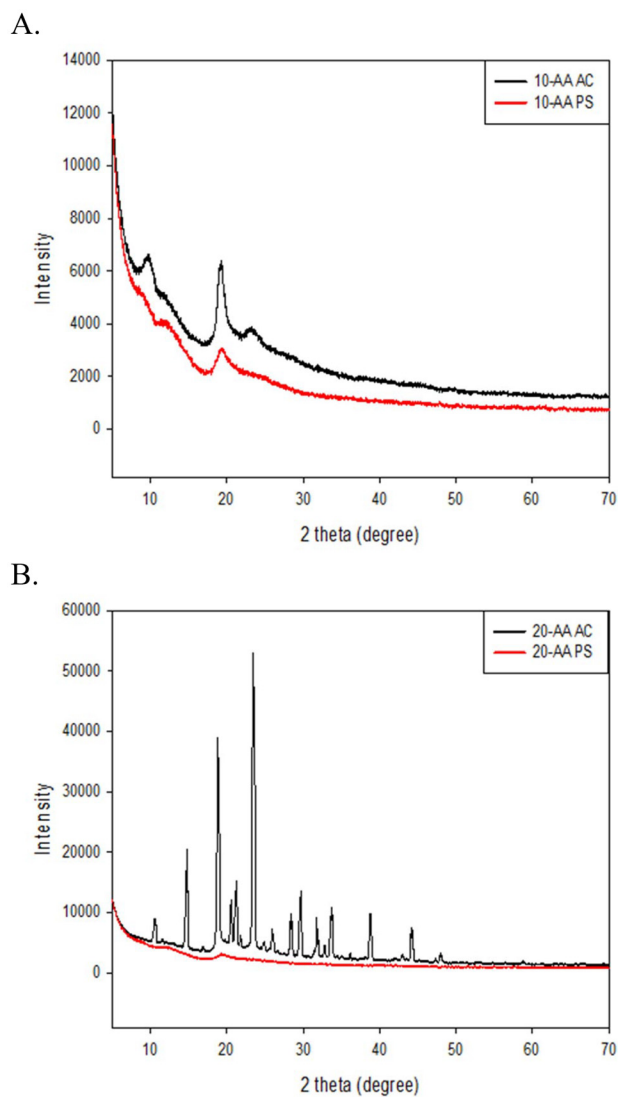 A.
14000
12000
10000
8000
6000
4000
2000
0
Intensity
10-AA AC
10-AA PS
10 20 30 40 50 60 70
2 theta (degree)
B.
60000
50000
40000
30000
20000
10000
0
Intensity
20-AA AC
20-AA PS
10 20 30 40 50 60 70
2 theta (degree)